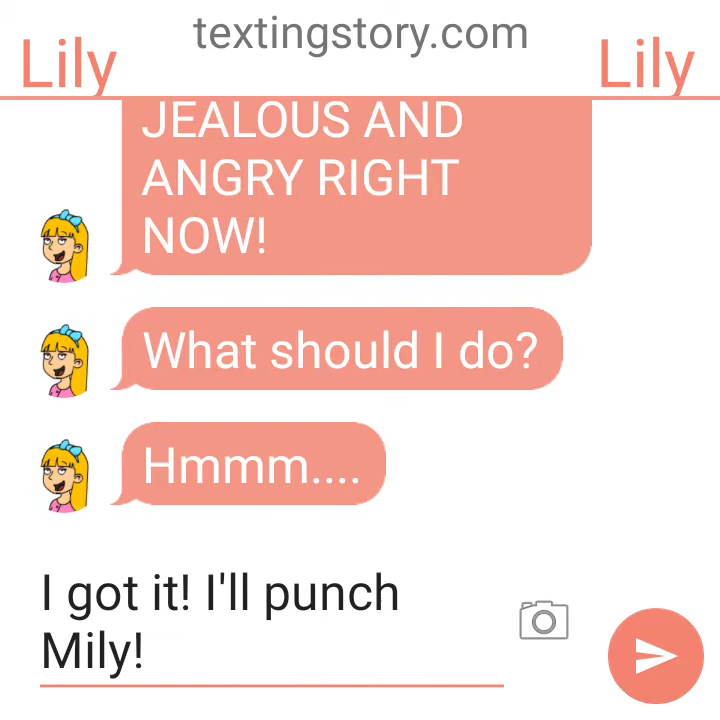 textingstory.com
Lily
Lily
JEALOUS AND
ANGRY RIGHT
NOW!
What should I do?
Hmmm....
I got it! I'll punch
Mily!